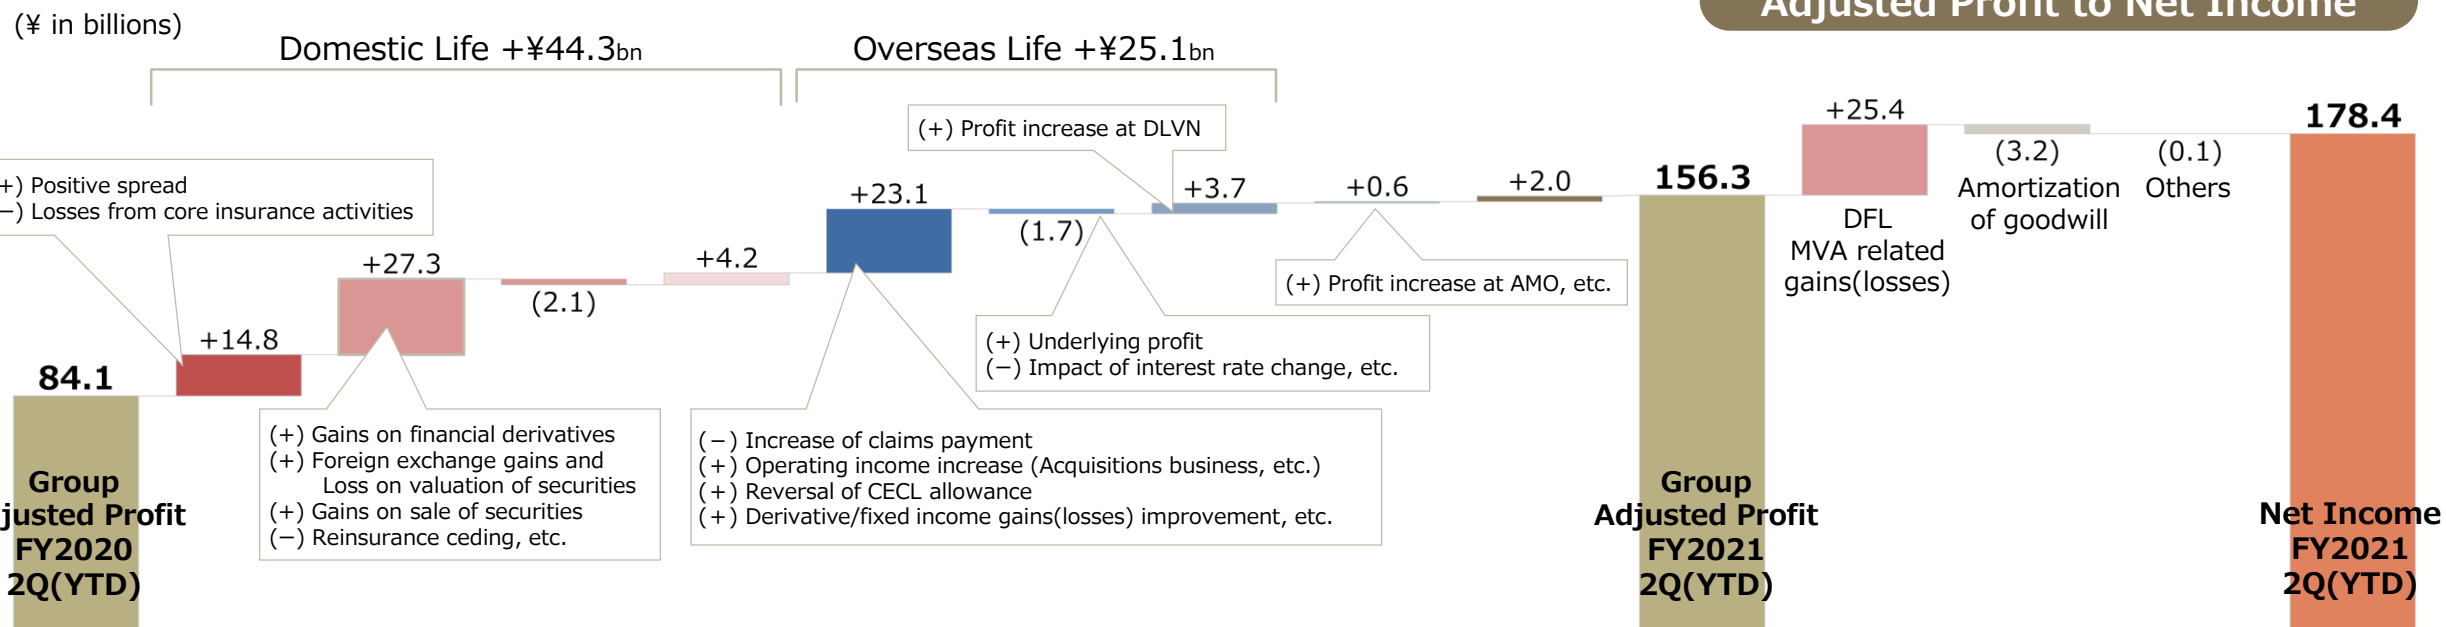 (¥ in billions)
Adjusted Profit to Net Income
Domestic Life +¥44.3bn
Overseas Life +¥25.1bn
+) Positive spread
−) Losses from core insurance activities
(+) Profit increase at DLVN
84.1
+14.8
+27.3
(2.1)
+4.2
+23.1
(1.7)
+3.7
+0.6
+2.0
156.3
+25.4
(3.2)
(0.1)
178.4
DFL
MVA related
gains(losses)
Amortization
of goodwill
Others
(+) Profit increase at AMO, etc.
(+) Underlying profit
(−) Impact of interest rate change, etc.
(+) Gains on financial derivatives
(+) Foreign exchange gains and
Loss on valuation of securities
(+) Gains on sale of securities
(−) Reinsurance ceding, etc.
(−) Increase of claims payment
(+) Operating income increase (Acquisitions business, etc.)
(+) Reversal of CECL allowance
(+) Derivative/fixed income gains(losses) improvement, etc.
Group
justed Profit
FY2020
2Q(YTD)
Group
Adjusted Profit
FY2021
2Q(YTD)
Net Income
FY2021
2Q(YTD)